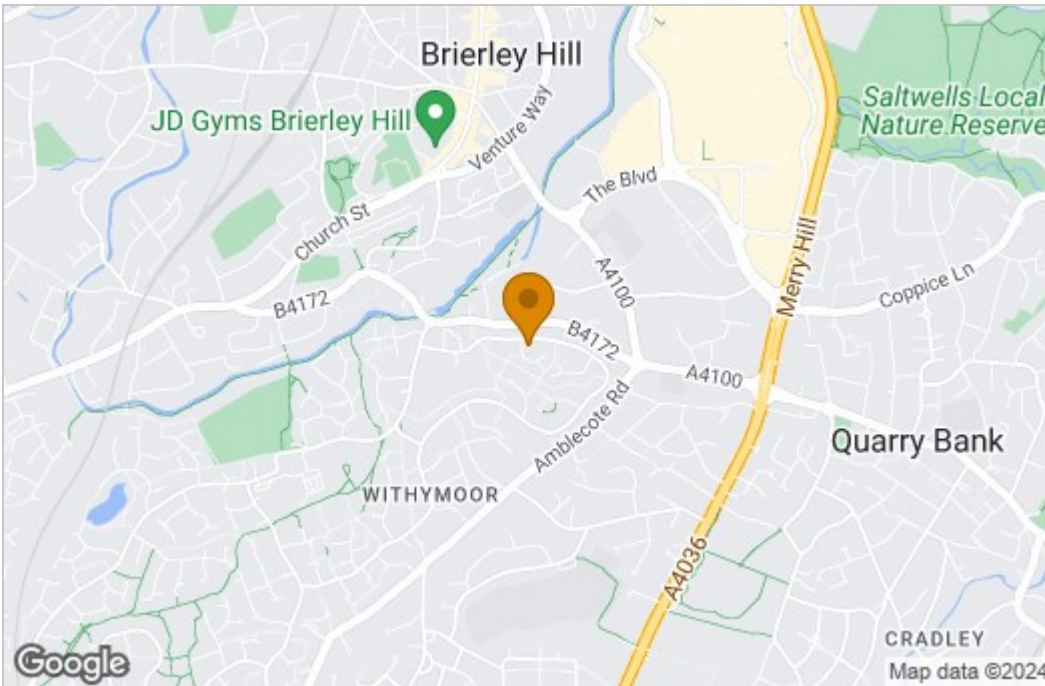 Brierley Hill
JD Gyms Brierley Hill
Venture Way
Saltwells Local
Nature Reserve
The Blvd
Church St
A4100
Merry Hill
Coppice Ln
B4172
B4172
A4100
Amblecote Rd
Quarry Bank
WITHYMOOR
A4036
CRADLEY
Google
Map data ©2024